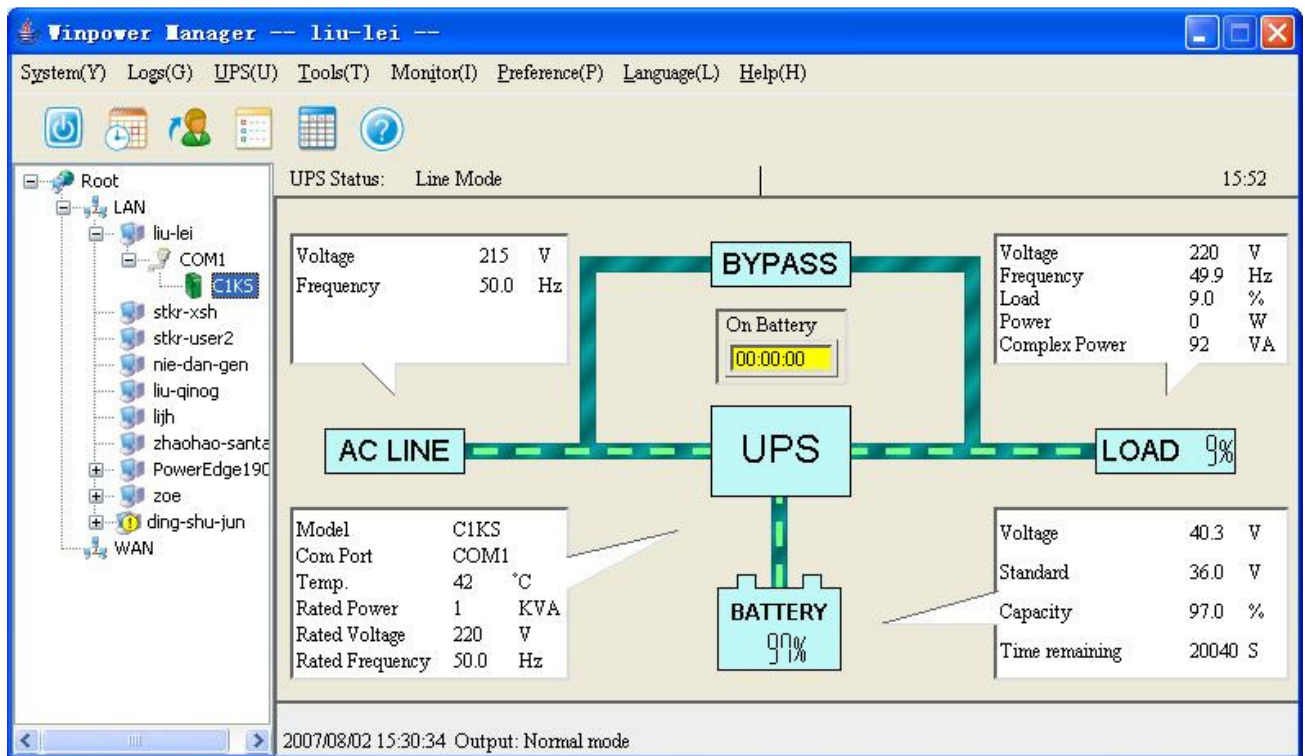 Winpower Manager -- liu-lei --
System(Y) Logs(G) UPS(U) Tools(T) Monitor(I) Preference(P) Language(L) Help(H)
Root
LAN
liu-lei
COM1
C1KS
stkr-xsh
stkr-user2
nie-dan-gen
liu-qinog
lijh
zhaohao-santa
PowerEdge190
zoe
ding-shu-jun
WAN
UPS Status: Line Mode 15:52
Voltage 215 V
Frequency 50.0 Hz
BYPASS
On Battery
00:00:00
Voltage 220 V
Frequency 49.9 Hz
Load 9.0 %
Power 0 W
Complex Power 92 VA
AC LINE
UPS
LOAD 9%
Model C1KS
Com Port COM1
Temp. 42 °C
Rated Power 1 KVA
Rated Voltage 220 V
Rated Frequency 50.0 Hz
BATTERY
97%
Voltage 40.3 V
Standard 36.0 V
Capacity 97.0 %
Time remaining 20040 S
2007/08/02 15:30:34 Output: Normal mode